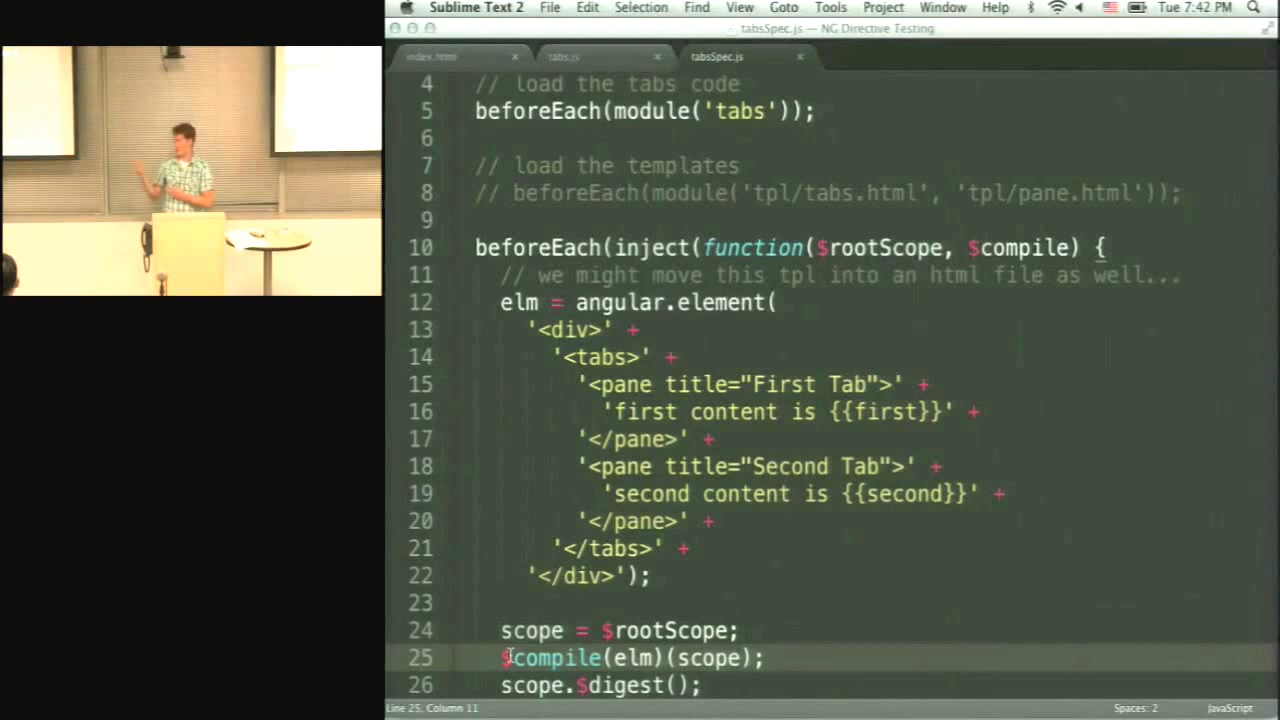 Sublime Text 2 File Edit Selection Find View Goto Tools Project Window Help Tue 7:42 PM
tabsSpec.js — NG Directive Testing
index.html tabs.js tabsSpec.js
4 // load the tabs code
5 beforeEach(module('tabs'));
6
7 // load the templates
8 // beforeEach(module('tpl/tabs.html', 'tpl/pane.html'));
9
10 beforeEach(inject(function($rootScope, $compile) {
11 // we might move this tpl into an html file as well...
12 elm = angular.element(
13 '<div>' +
14 '<tabs>' +
15 '<pane title="First Tab">' +
16 'first content is {{first}}' +
17 '</pane>' +
18 '<pane title="Second Tab">' +
19 'second content is {{second}}' +
20 '</pane>' +
21 '</tabs>' +
22 '</div>');
23
24 scope = $rootScope;
25 $compile(elm)(scope);
26 scope.$digest();
Line 25, Column 11 Spaces: 2 JavaScript